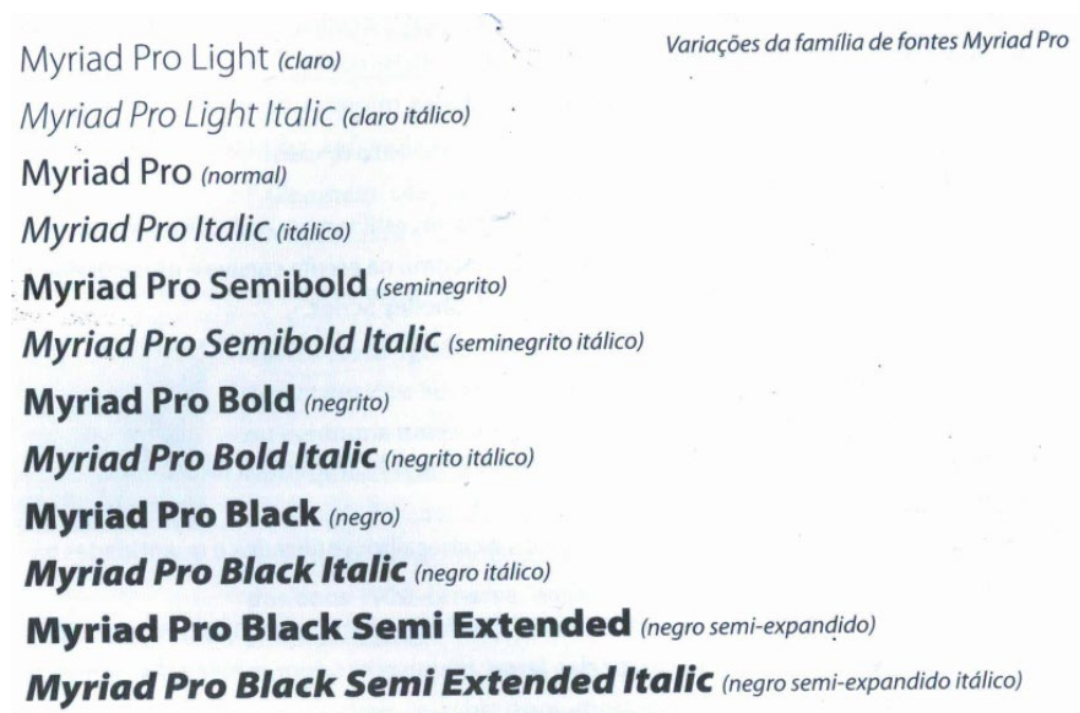 Variações da família de fontes Myriad Pro
Myriad Pro Light (claro)
Myriad Pro Light Italic (claro itálico)
Myriad Pro (normal)
Myriad Pro Italic (itálico)
Myriad Pro Semibold (seminegrito)
Myriad Pro Semibold Italic (seminegrito itálico)
Myriad Pro Bold (negrito)
Myriad Pro Bold Italic (negrito itálico)
Myriad Pro Black (negro)
Myriad Pro Black Italic (negro itálico)
Myriad Pro Black Semi Extended (negro semi-expandido)
Myriad Pro Black Semi Extended Italic (negro semi-expandido itálico)